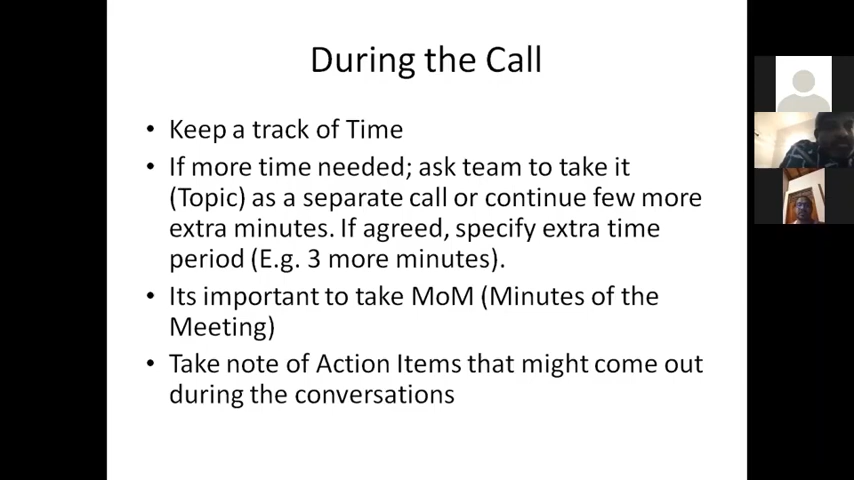 During the Call
• Keep a track of Time
• If more time needed; ask team to take it
(Topic) as a separate call or continue few more
extra minutes. If agreed, specify extra time
period (E.g. 3 more minutes).
• Its important to take MoM (Minutes of the
Meeting)
• Take note of Action Items that might come out
during the conversations